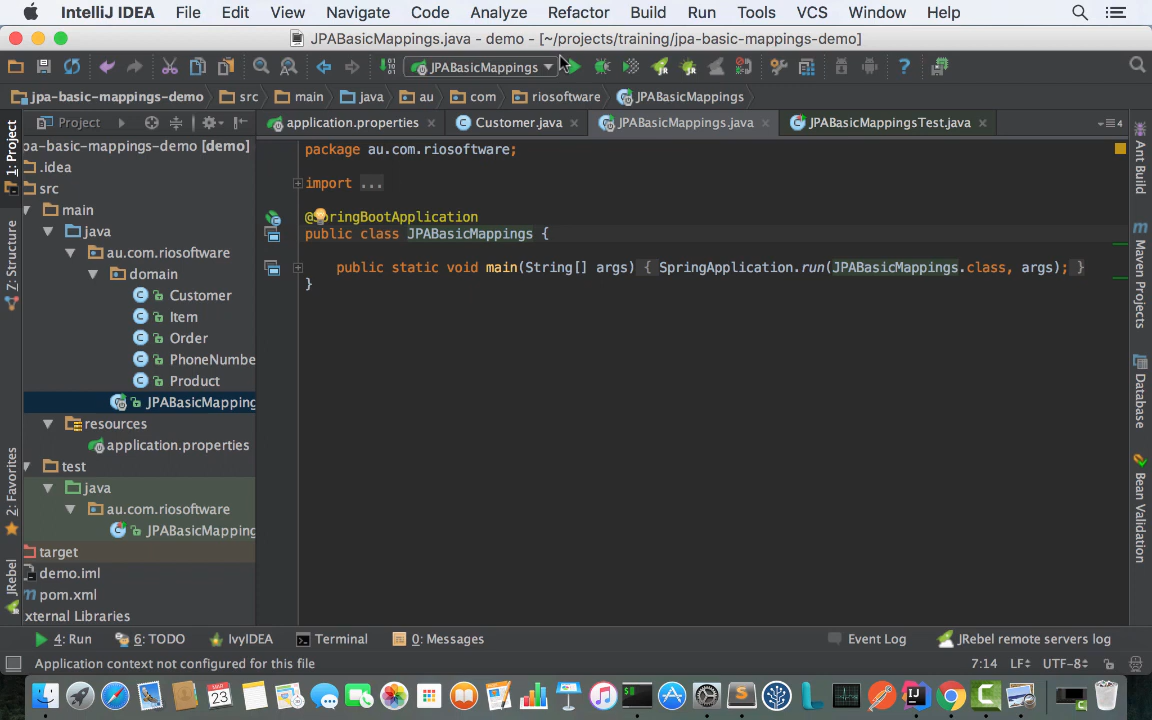 IntelliJ IDEA File Edit View Navigate Code Analyze Refactor Build Run Tools VCS Window Help
JPABasicMappings.java - demo - [~/projects/training/jpa-basic-mappings-demo]
JPABasicMappings
jpa-basic-mappings-demo src main java au com riosoftware JPABasicMappings
Project application.properties Customer.java JPABasicMappings.java JPABasicMappingsTest.java 4
pa-basic-mappings-demo [demo]
.idea
src
main
java
au.com.riosoftware
domain
Customer
Item
Order
PhoneNumbe
Product
JPABasicMapping
resources
application.properties
test
java
au.com.riosoftware
JPABasicMapping
target
demo.iml
pom.xml
xternal Libraries
package au.com.riosoftware;
import ...
@SpringBootApplication
public class JPABasicMappings {
public static void main(String[] args) { SpringApplication.run(JPABasicMappings.class, args); }
}
1: Project
Z: Structure
2: Favorites
JRebel
Ant Build
Maven Projects
Database
Bean Validation
4: Run 6: TODO IvyIDEA Terminal 0: Messages Event Log JRebel remote servers log
Application context not configured for this file 7:14 LF UTF-8
23